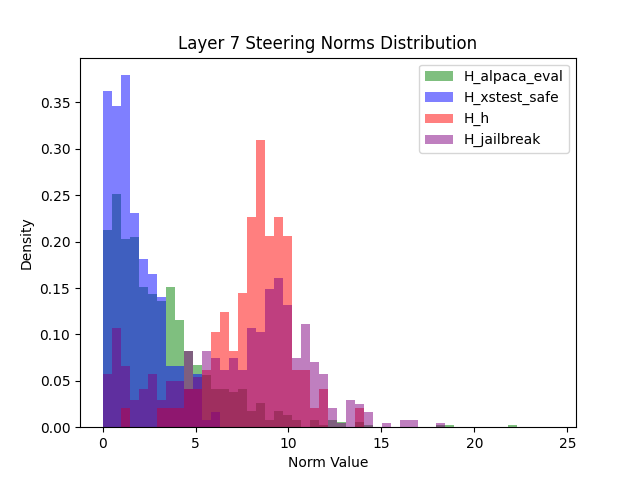 Layer 7 Steering Norms Distribution
H_alpaca_eval
H_xstest_safe
H_h
H_jailbreak
Density
0.35
0.30
0.25
0.20
0.15
0.10
0.05
0.00
0 5 10 15 20 25
Norm Value